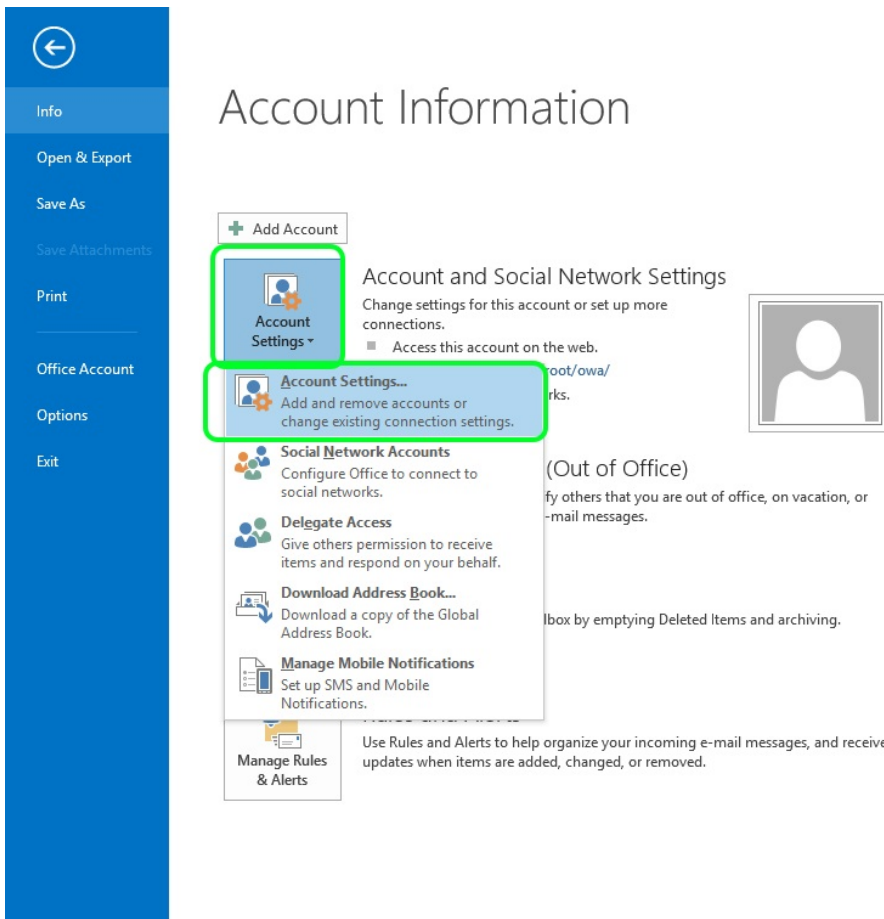 Info
Open & Export
Save As
Save Attachments
Print
Office Account
Options
Exit
Account Information
Add Account
Account
Settings
Account and Social Network Settings
Change settings for this account or set up more
connections.
Access this account on the web.
root/owa/
rks.
Account Settings...
Add and remove accounts or
change existing connection settings.
Social Network Accounts
Configure Office to connect to
social networks.
Delegate Access
Give others permission to receive
items and respond on your behalf.
Download Address Book...
Download a copy of the Global
Address Book.
Manage Mobile Notifications
Set up SMS and Mobile
Notifications.
(Out of Office)
fy others that you are out of office, on vacation, or
-mail messages.
lbox by emptying Deleted Items and archiving.
Manage Rules
& Alerts
Rules and Alerts
Use Rules and Alerts to help organize your incoming e-mail messages, and receive
updates when items are added, changed, or removed.